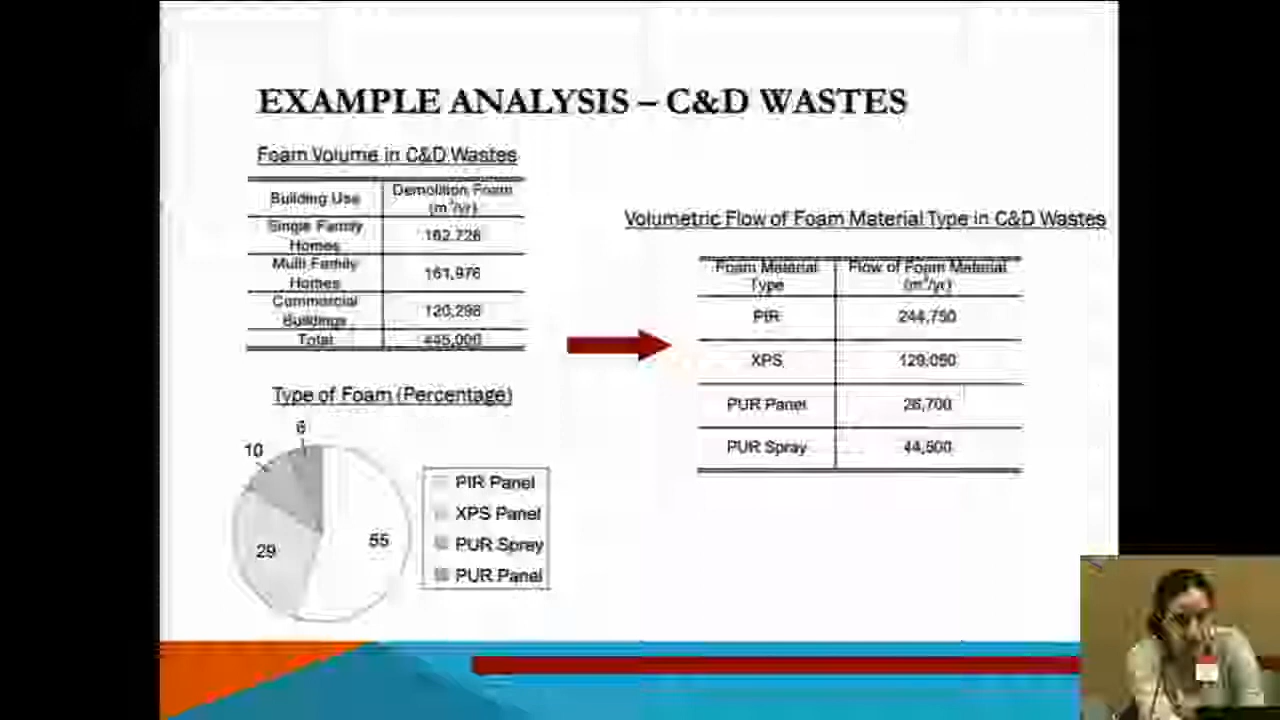 EXAMPLE ANALYSIS – C&D WASTES
Foam Volume in C&D Wastes
Building Use
Demolition Foam
(m³/yr)
Single Family
Homes
162,726
Multi Family
Homes
161,976
Commercial
Buildings
120,298
Total
445,000
Type of Foam (Percentage)
6
10
29
55
PIR Panel
XPS Panel
PUR Spray
PUR Panel
Volumetric Flow of Foam Material Type in C&D Wastes
Foam Material
Type
Flow of Foam Material
(m³/yr)
PIR
244,750
XPS
129,050
PUR Panel
26,700
PUR Spray
44,500